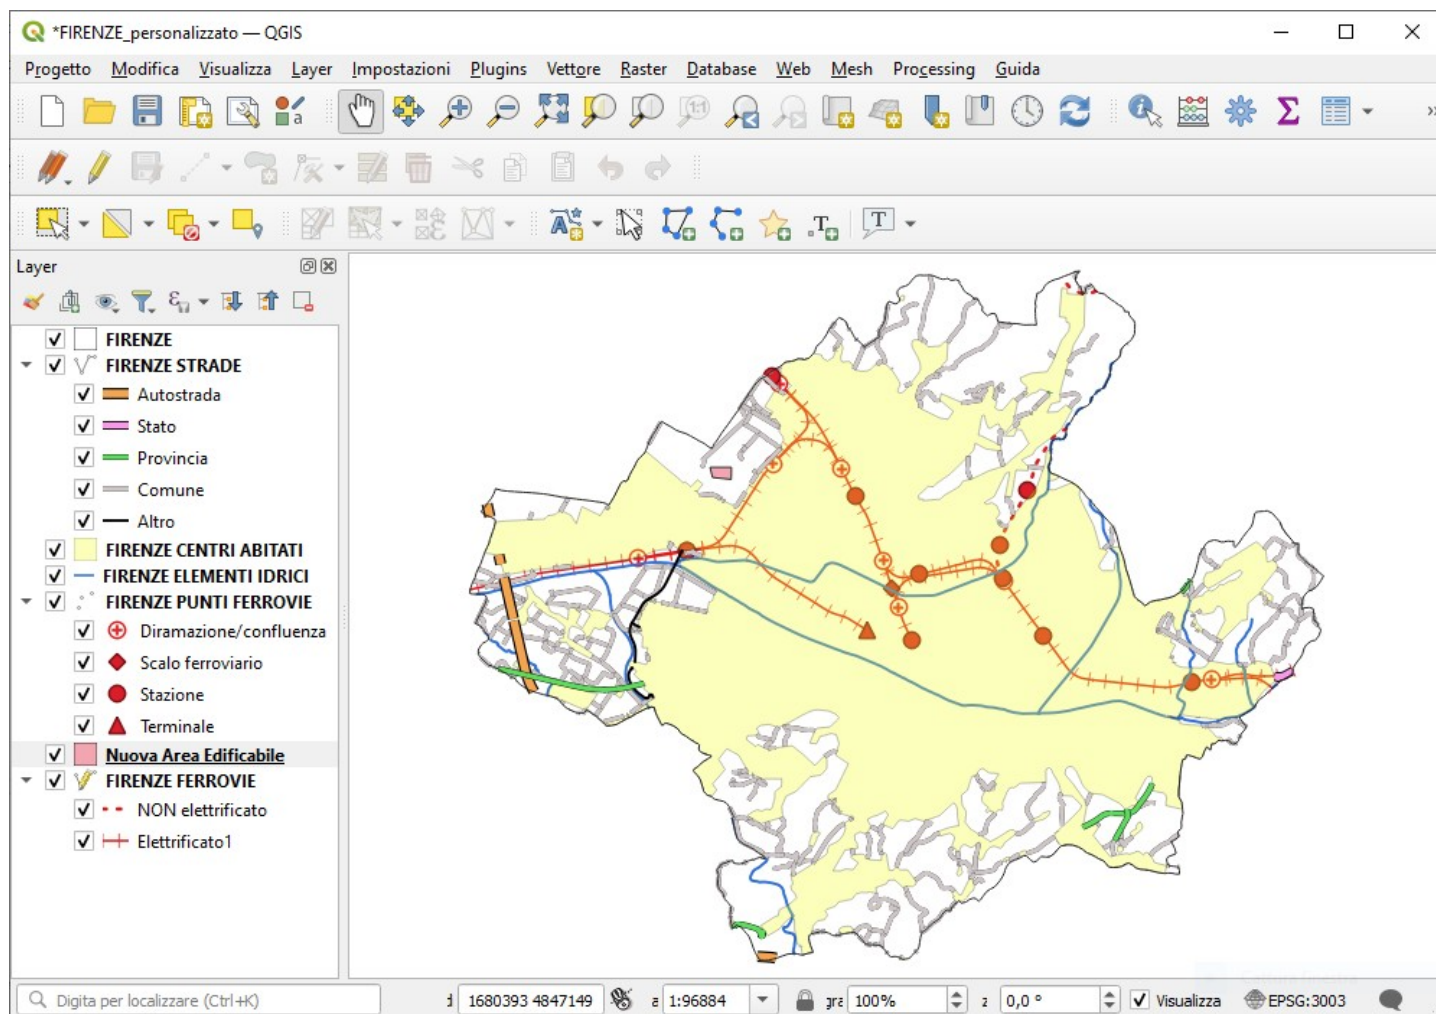 *FIRENZE_personalizzato — QGIS
Progetto Modifica Visualizza Layer Impostazioni Plugins Vettore Raster Database Web Mesh Processing Guida
Layer
FIRENZE
FIRENZE STRADE
Autostrada
Stato
Provincia
Comune
Altro
FIRENZE CENTRI ABITATI
FIRENZE ELEMENTI IDRICI
FIRENZE PUNTI FERROVIE
Diramazione/confluenza
Scalo ferroviario
Stazione
Terminale
Nuova Area Edificabile
FIRENZE FERROVIE
NON elettrificato
Elettrificato1
Digita per localizzare (Ctrl+K) 1680393 4847149 a 1:96884 gra 100% z 0,0 ° Visualizza EPSG:3003